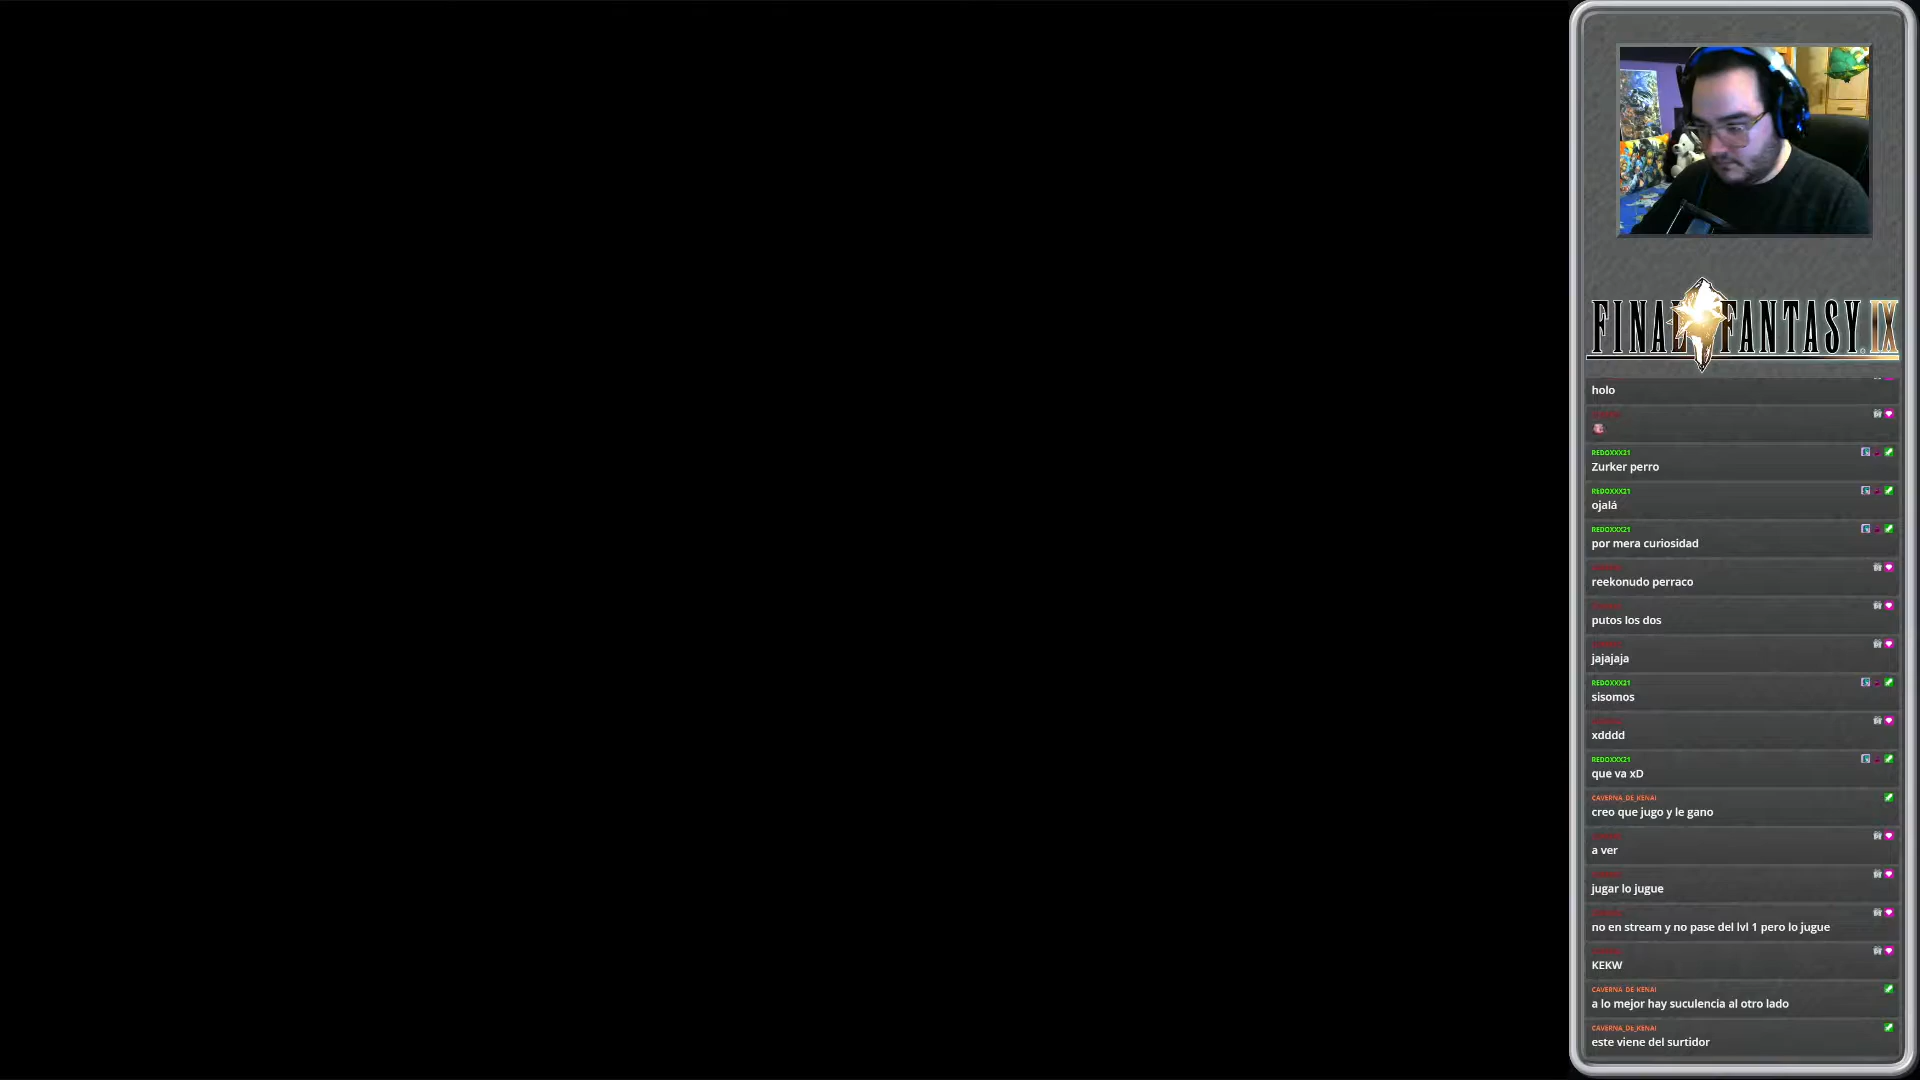 FINAL FANTASY IX
holo
REDOXXX21
Zurker perro
REDOXXX21
ojalá
REDOXXX21
por mera curiosidad
reekonudo perraco
putos los dos
jajajaja
REDOXXX21
sisomos
xdddd
REDOXXX21
que va xD
CAVERNA_DE_KENAI
creo que jugo y le gano
a ver
jugar lo jugue
no en stream y no pase del lvl 1 pero lo jugue
KEKW
CAVERNA_DE_KENAI
a lo mejor hay suculencia al otro lado
CAVERNA_DE_KENAI
este viene del surtidor